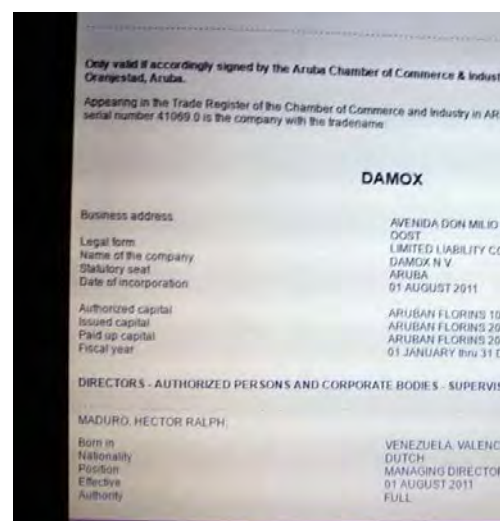 Only valid if accordingly signed by the Aruba Chamber of Commerce & Indust
Oranjestad, Aruba.
Appearing in the Trade Register of the Chamber of Commerce and Industry in AR
serial number 41069.0 is the company with the tradename
DAMOX
Business address AVENIDA DON MILIO
OOST
Legal form LIMITED LIABILITY CO
Name of the company DAMOX N.V.
Statutory seat ARUBA
Date of incorporation 01 AUGUST 2011
Authorized capital ARUBAN FLORINS 10
Issued capital ARUBAN FLORINS 20
Paid up capital ARUBAN FLORINS 20
Fiscal year 01 JANUARY thru 31 D
DIRECTORS - AUTHORIZED PERSONS AND CORPORATE BODIES - SUPERVIS
MADURO, HECTOR RALPH;
Born in VENEZUELA, VALENC
Nationality DUTCH
Position MANAGING DIRECTOR
Effective 01 AUGUST 2011
Authority FULL